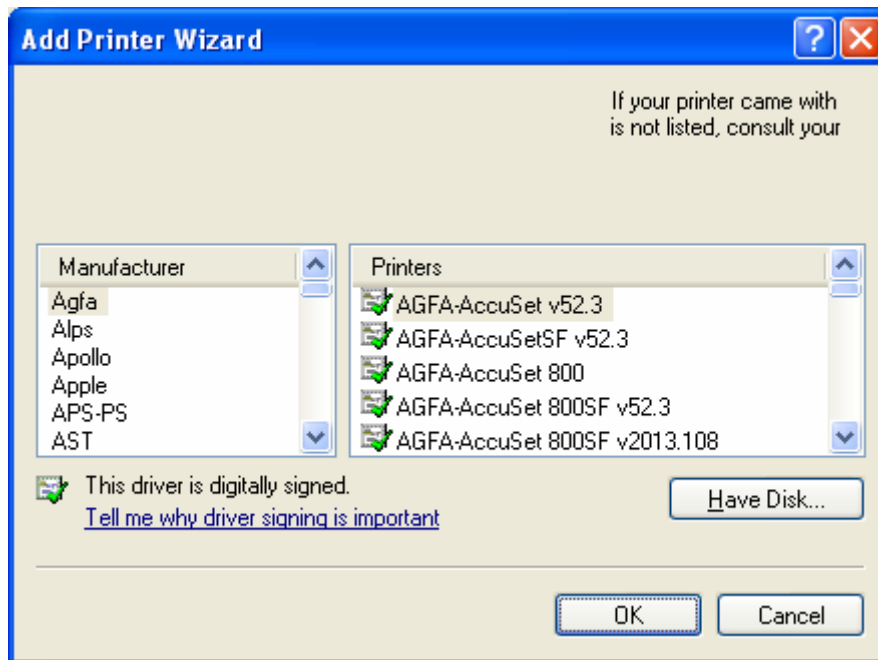 Add Printer Wizard
If your printer came with
is not listed, consult your
Manufacturer
Agfa
Alps
Apollo
Apple
APS-PS
AST
Printers
AGFA-AccuSet v52.3
AGFA-AccuSetSF v52.3
AGFA-AccuSet 800
AGFA-AccuSet 800SF v52.3
AGFA-AccuSet 800SF v2013.108
This driver is digitally signed.
Tell me why driver signing is important
Have Disk...
OK
Cancel